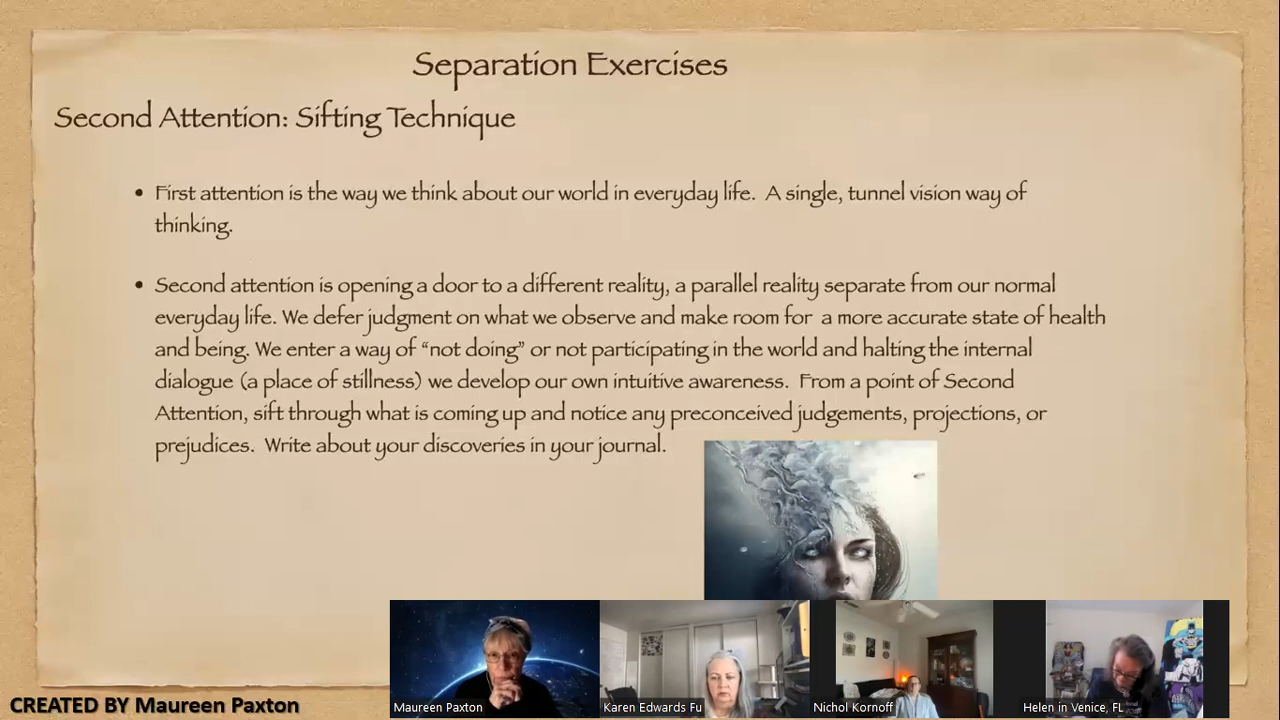 Separation Exercises
Second Attention: Sifting Technique
• First attention is the way we think about our world in everyday life.  A single, tunnel vision way of
thinking.
• Second attention is opening a door to a different reality, a parallel reality separate from our normal
everyday life. We defer judgment on what we observe and make room for  a more accurate state of health
and being. We enter a way of “not doing” or not participating in the world and halting the internal
dialogue (a place of stillness) we develop our own intuitive awareness.  From a point of Second
Attention, sift through what is coming up and notice any preconceived judgements, projections, or
prejudices.  Write about your discoveries in your journal.
CREATED BY Maureen Paxton
Maureen Paxton
Karen Edwards Fu
Nichol Kornoff
Helen in Venice, FL